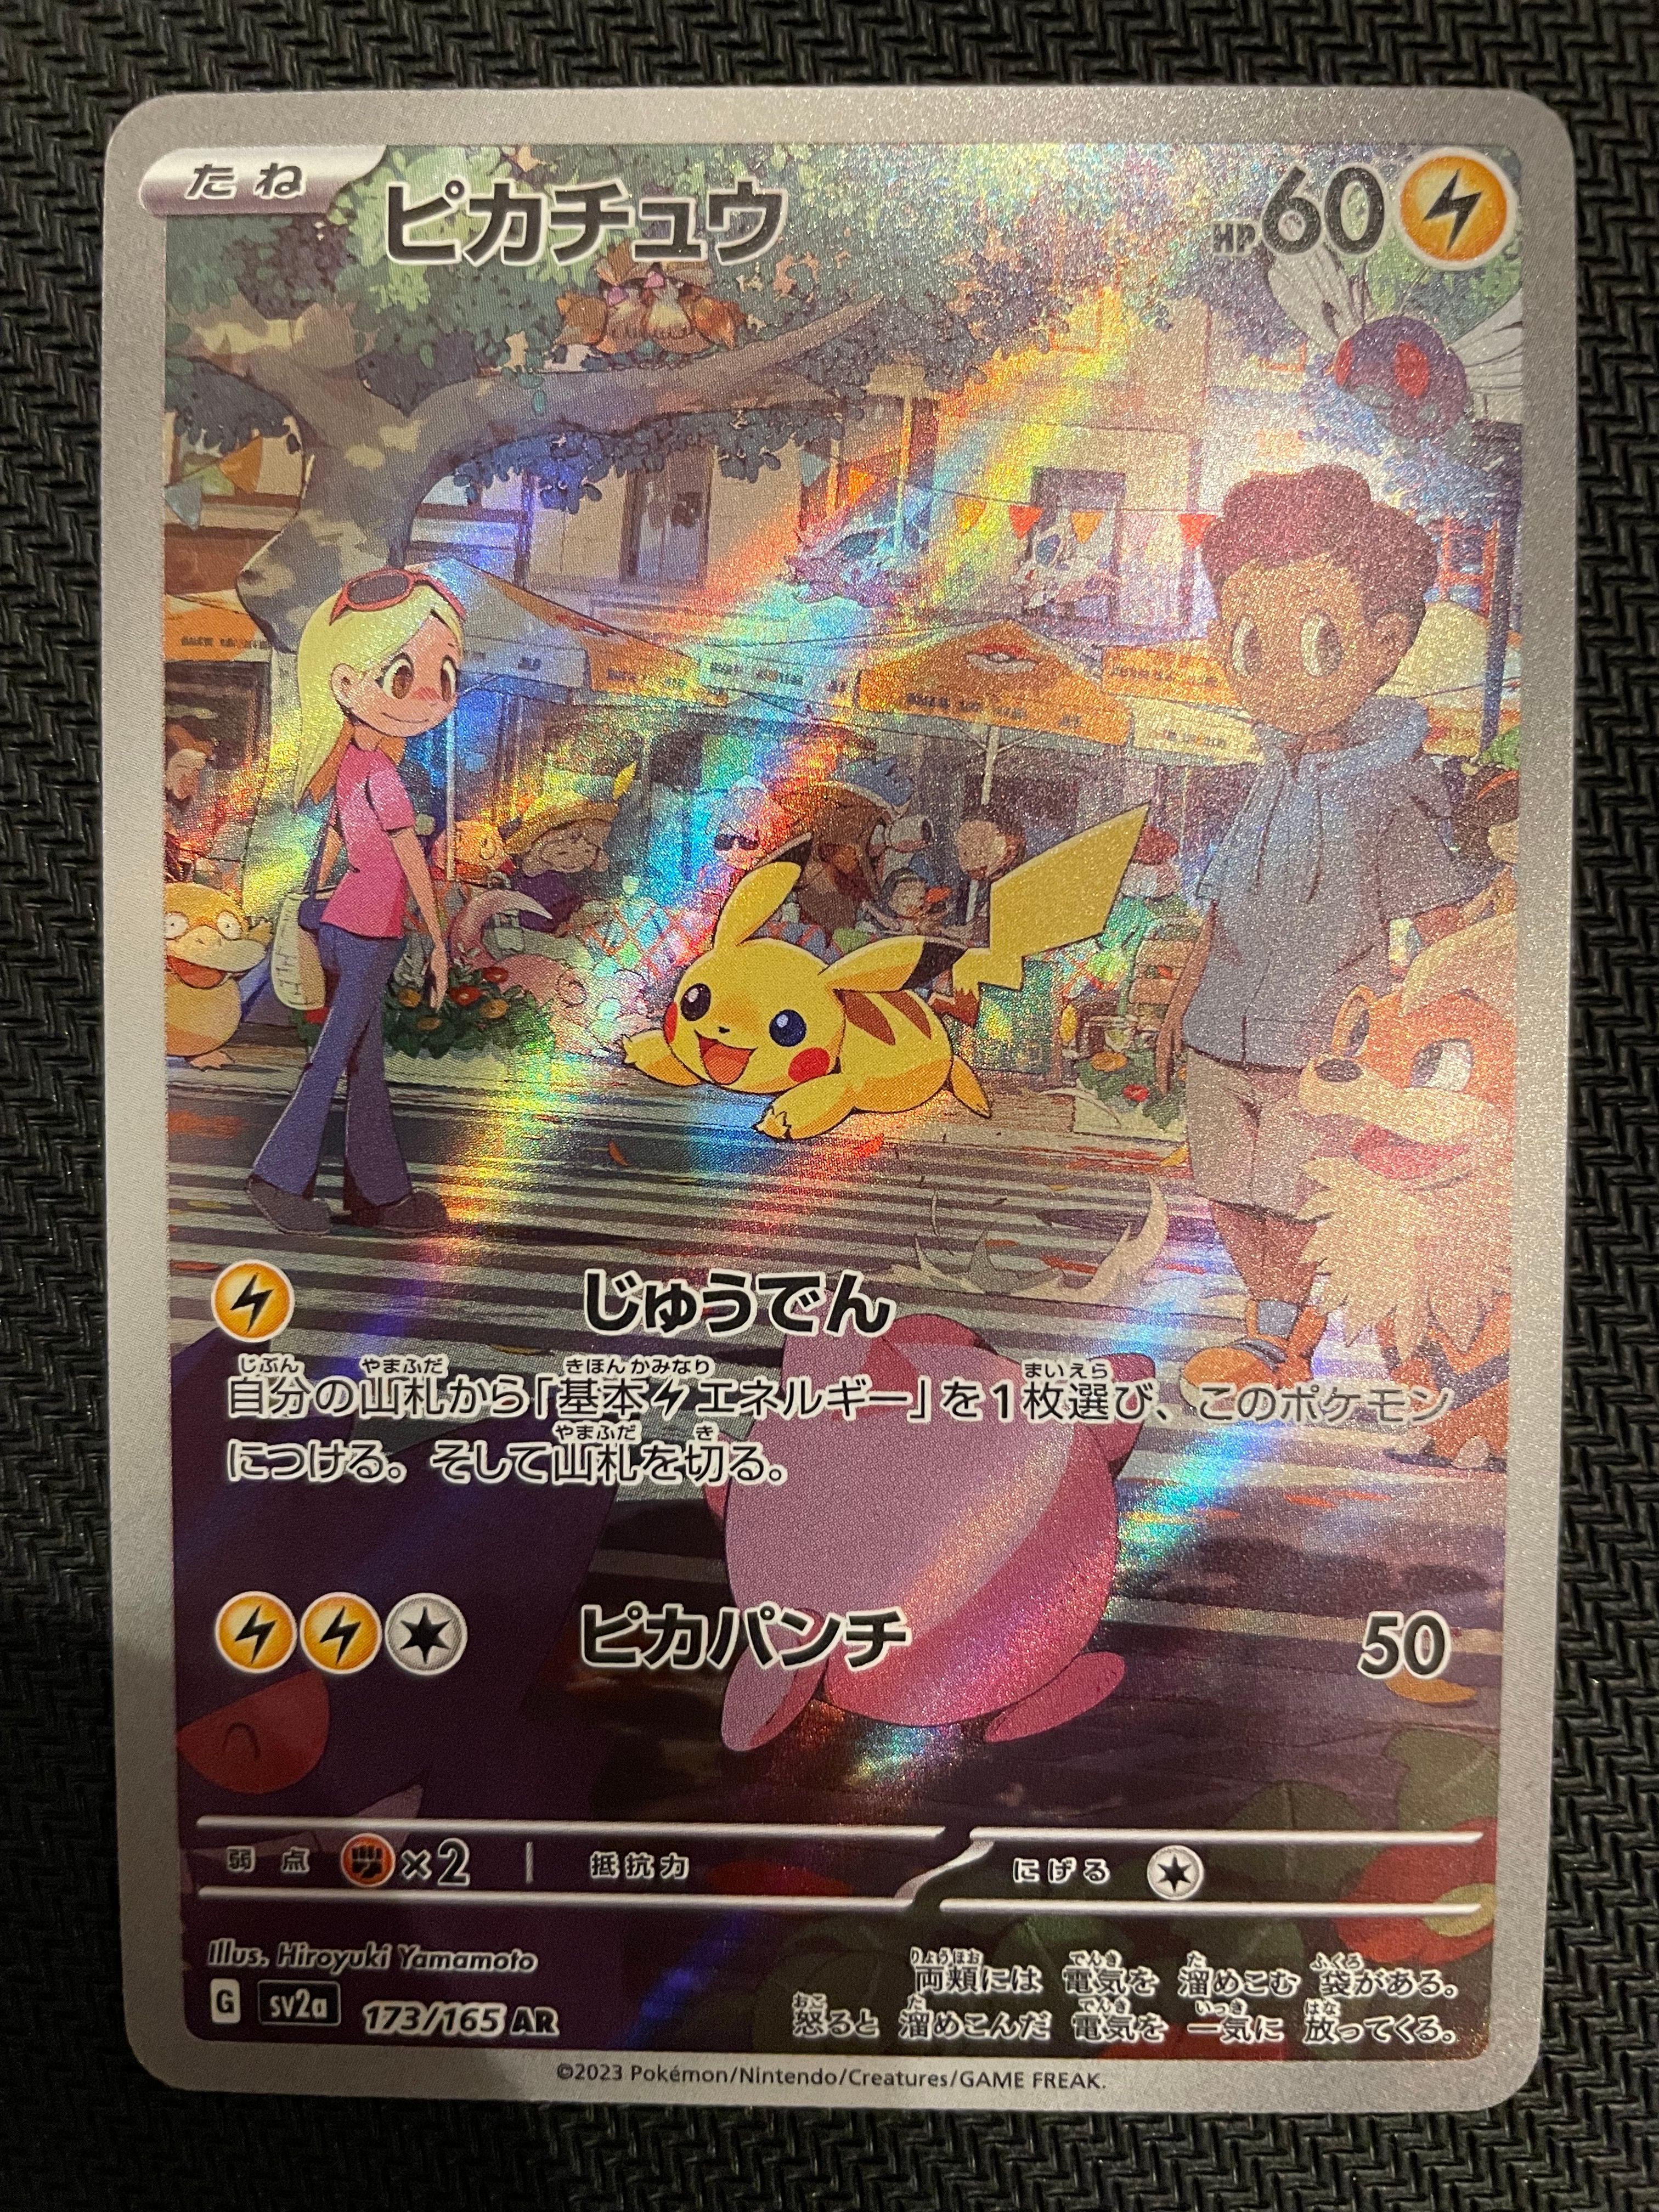 たね
ピカチュウ
HP60
じゅうでん
自分の山札から「基本エネルギー」を1枚選び、このポケモン
につける。そして山札を切る。
ピカパンチ 50
弱点 ×2 抵抗力 にげる
Illus. Hiroyuki Yamamoto
G sv2a 173/165 AR
両頬には 電気を 溜めこむ 袋がある。
怒ると 溜めこんだ 電気を 一気に 放ってくる。
©2023 Pokémon/Nintendo/Creatures/GAME FREAK.